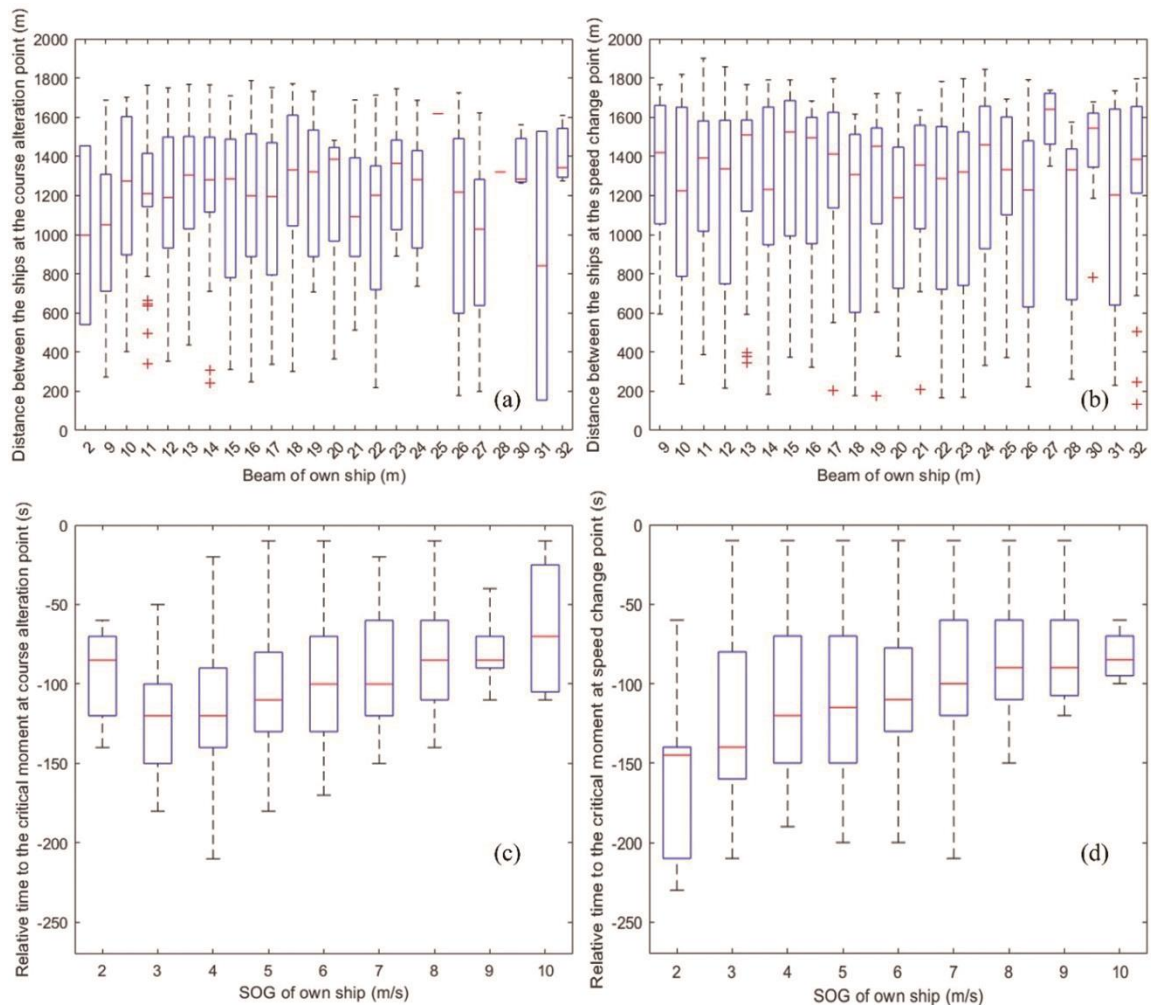 (a)
2000
1800
1600
1400
1200
1000
800
600
400
200
0
Distance between the ships at the course alteration point (m)
2 9 10 11 12 13 14 15 16 17 18 19 20 21 22 23 24 25 26 27 28 30 31 32
Beam of own ship (m)
(a)
(b)
2000
1800
1600
1400
1200
1000
800
600
400
200
0
Distance between the ships at the speed change point (m)
9 10 11 12 13 14 15 16 17 18 19 20 21 22 23 24 25 26 27 28 30 31 32
Beam of own ship (m)
(b)
0
-50
-100
-150
-200
-250
Relative time to the critical moment at course alteration point (s)
2 3 4 5 6 7 8 9 10
SOG of own ship (m/s)
(c)
0
-50
-100
-150
-200
-250
Relative time to the critical moment at speed change point (s)
2 3 4 5 6 7 8 9 10
SOG of own ship (m/s)
(d)